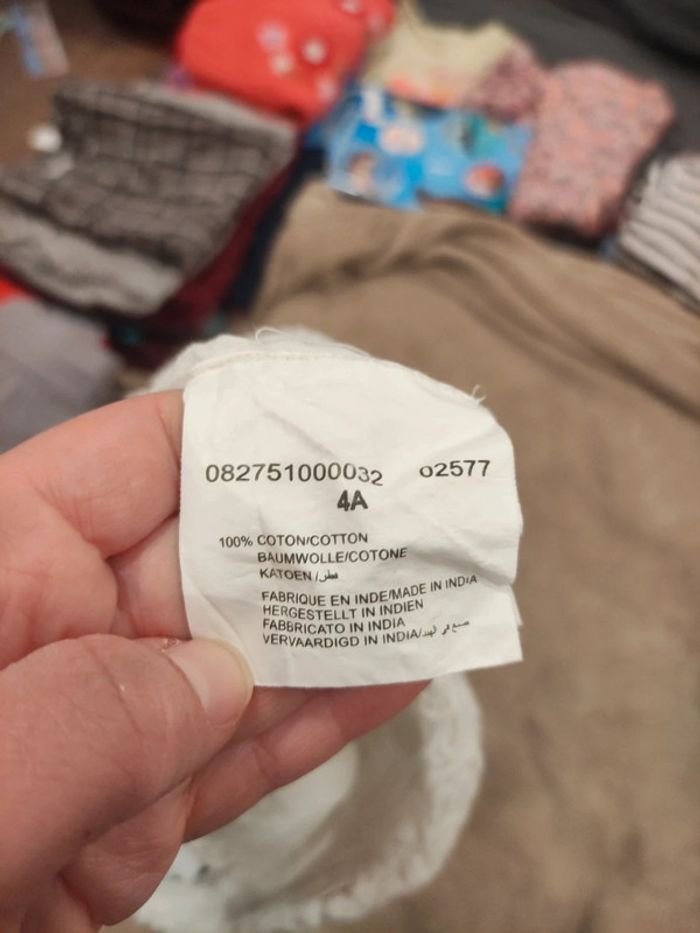 082751000032 02577
4A
100% COTON/COTTON
BAUMWOLLE/COTONE
KATOEN/قطن
FABRIQUE EN INDE/MADE IN INDIA
HERGESTELLT IN INDIEN
FABBRICATO IN INDIA
VERVAARDIGD IN INDIA/صنع في الهند